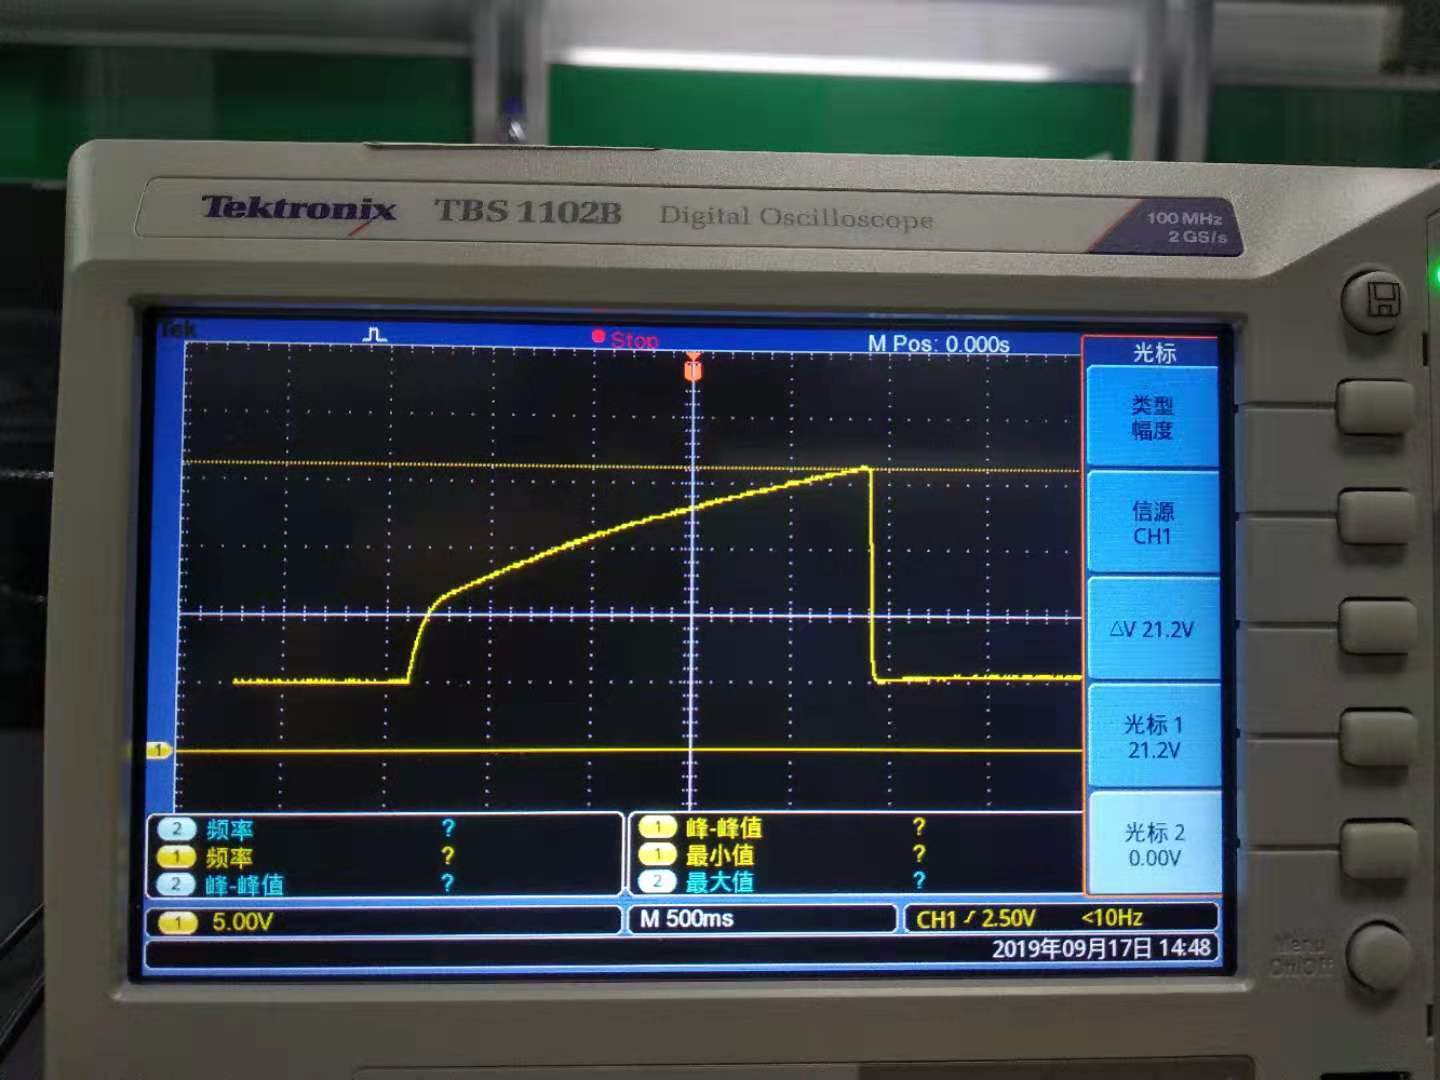 Tektronix TBS 1102B Digital Oscilloscope
100 MHz
2 GS/s
Tek
Stop
M Pos: 0.000s
光标
类型
幅度
信源
CH1
△V 21.2V
光标 1
21.2V
光标 2
0.00V
1
2 频率 ?
1 频率 ?
2 峰-峰值 ?
1 峰-峰值 ?
1 最小值 ?
2 最大值 ?
1 5.00V
M 500ms
CH1 2.50V <10Hz
2019年09月17日 14:48
Menu
On/Off